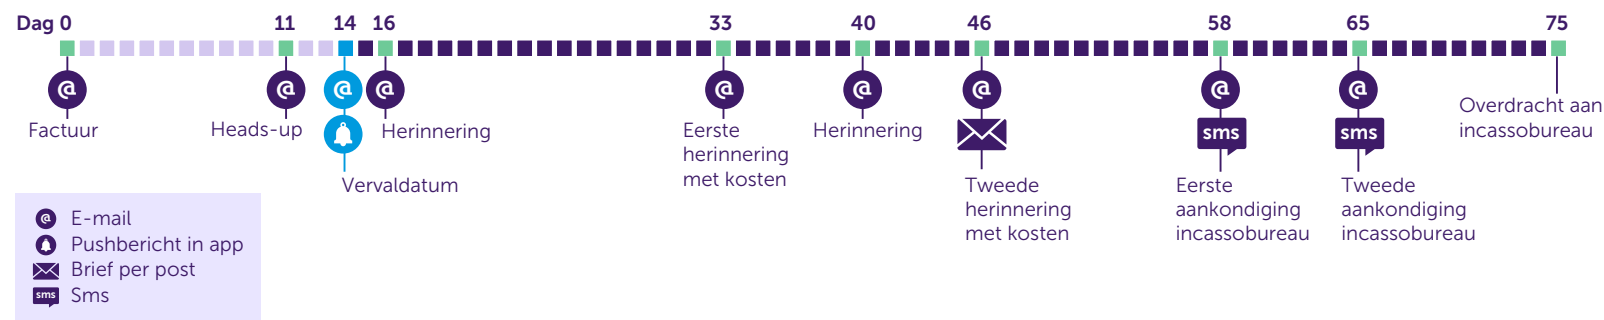 Dag 0 11 14 16 33 40 46 58 65 75
@ @ @ @ @ @ @ @ @
Factuur
Heads-up
Herinnering
Vervaldatum
Eerste
herinnering
met kosten
Herinnering
Tweede
herinnering
met kosten
sms
Eerste
aankondiging
incassobureau
sms
Tweede
aankondiging
incassobureau
Overdracht aan
incassobureau
@ E-mail
Pushbericht in app
Brief per post
sms Sms